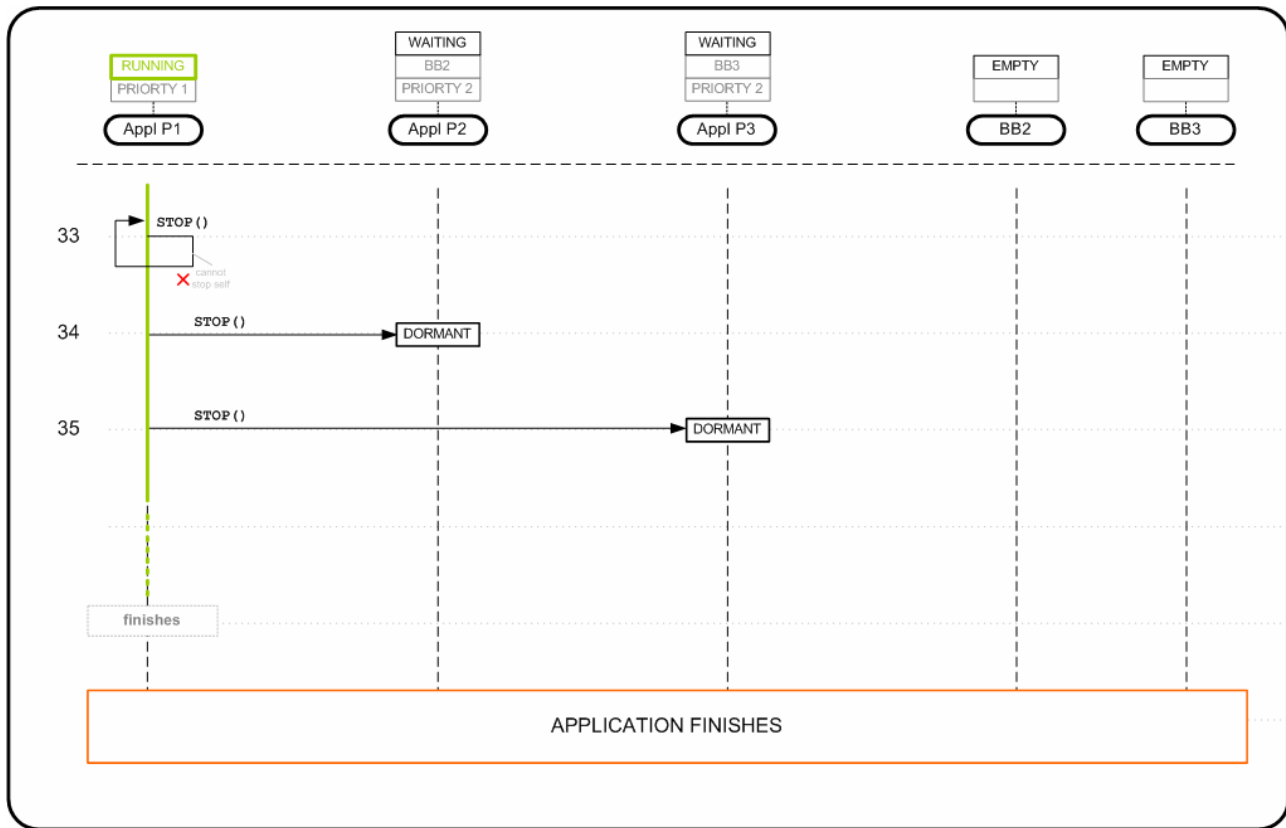 WAITING
WAITING
RUNNING
BB2
BB3
EMPTY
EMPTY
PRIORTY 1
PRIORTY 2
PRIORTY 2
Appl P1
Appl P2
Appl P3
BB2
BB3
STOP()
33
cannot
stop self
STOP()
34
DORMANT
STOP()
35
DORMANT
finishes
APPLICATION FINISHES